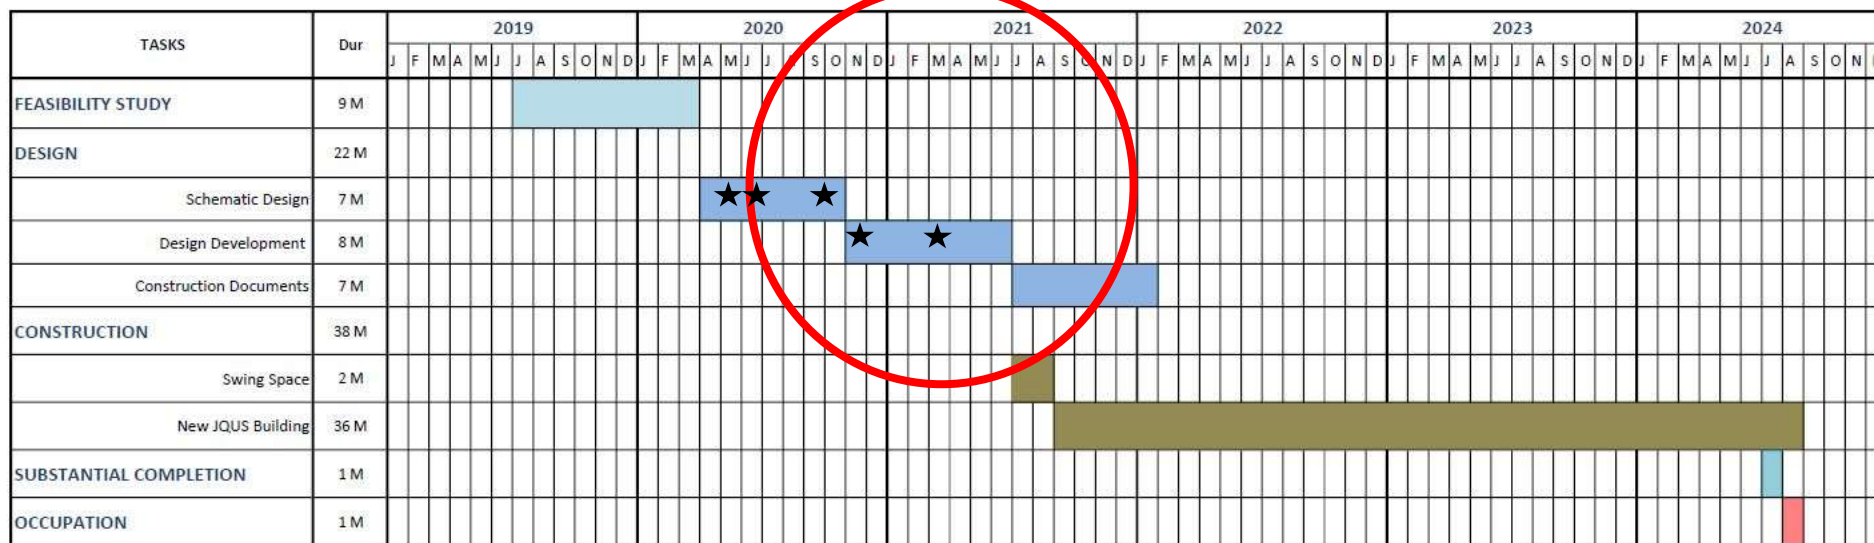 TASKS Dur 2019 2020 2021 2022 2023 2024
J F M A M J J A S O N D J F M A M J J A S O N D J F M A M J J A S O N D J F M A M J J A S O N D J F M A M J J A S O N D J F M A M J J A S O N
FEASIBILITY STUDY 9 M
DESIGN 22 M
Schematic Design 7 M
Design Development 8 M
Construction Documents 7 M
CONSTRUCTION 38 M
Swing Space 2 M
New JQUS Building 36 M
SUBSTANTIAL COMPLETION 1 M
OCCUPATION 1 M